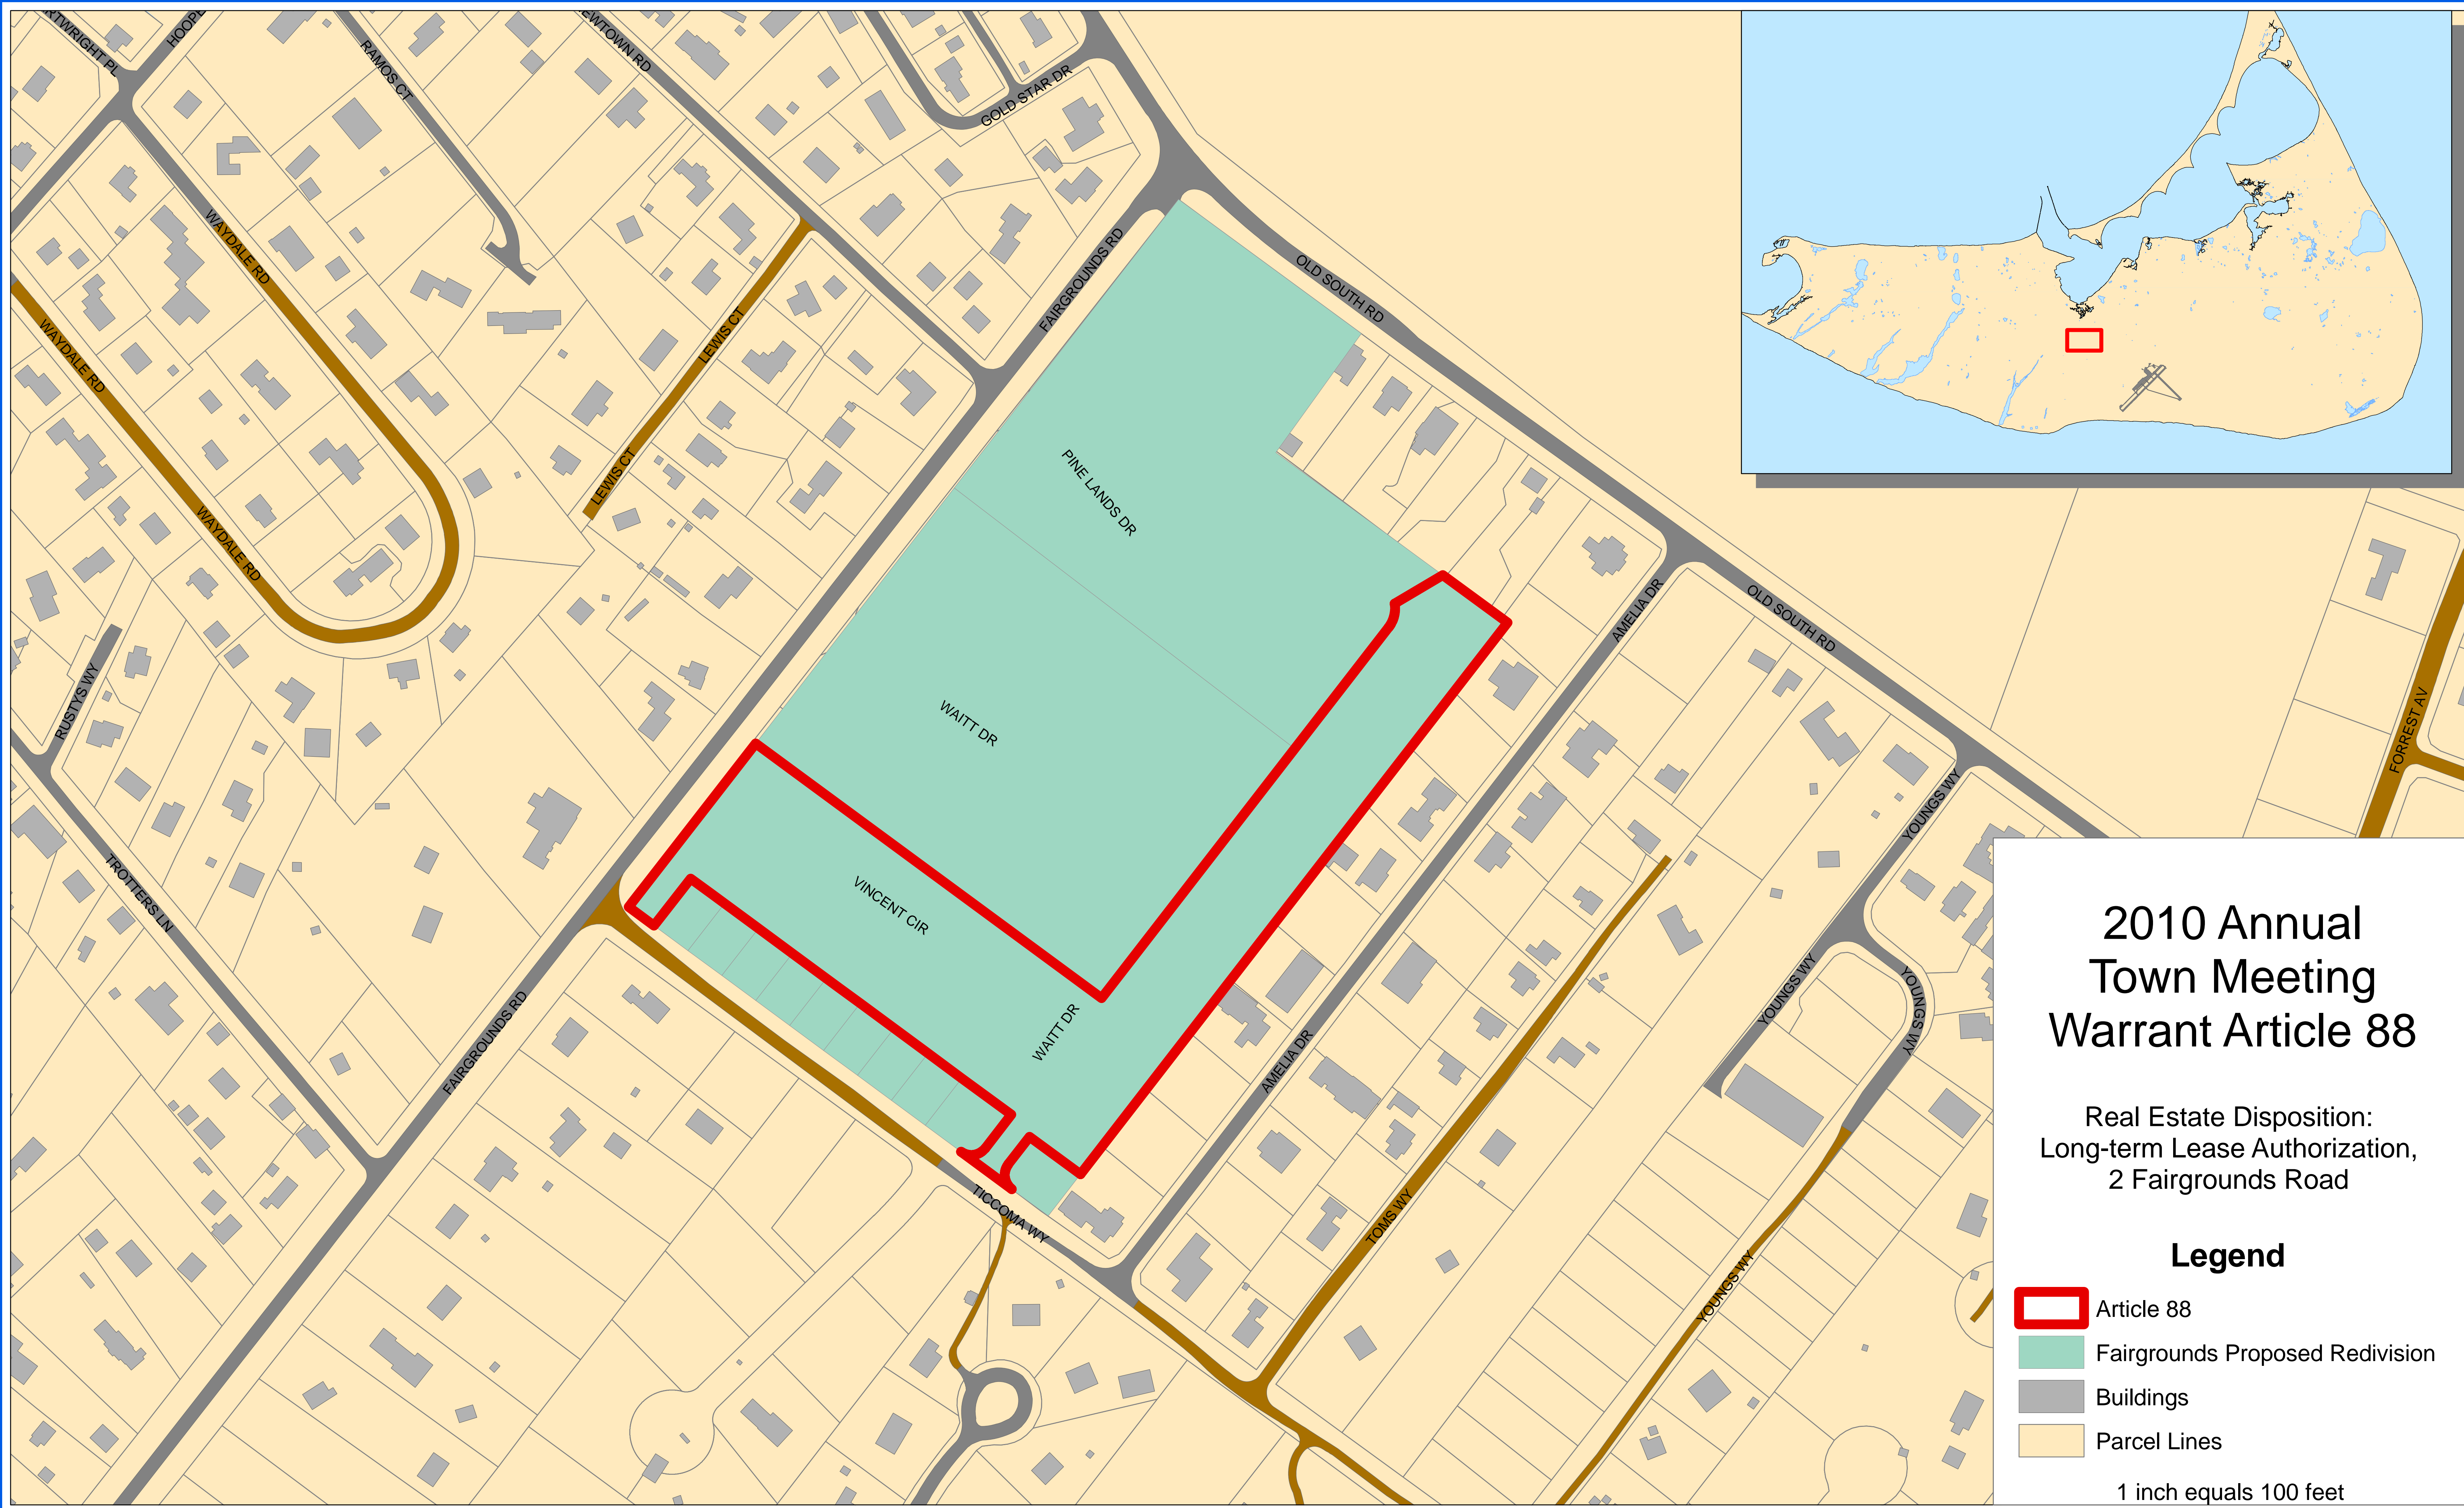 RTWRIGHT PL
HOOPE
RAMOS CT
EWTOWN RD
GOLD STAR DR
WAYDALE RD
WAYDALE RD
WAYDALE RD
LEWIS CT
LEWIS CT
FAIRGROUNDS RD
OLD SOUTH RD
PINE LANDS DR
WAITT DR
AMELIA DR
OLD SOUTH RD
RUSTYS WY
TROTTERS LN
VINCENT CIR
WAITT DR
FAIRGROUNDS RD
AMELIA DR
TICCOMA WY
TOMS WY
YOUNGS WY
YOUNGS WY
YOUNGS WY
YOUNGS WY
FORREST AV
2010 Annual
Town Meeting
Warrant Article 88
Real Estate Disposition:
Long-term Lease Authorization,
2 Fairgrounds Road
Legend
Article 88
Fairgrounds Proposed Redivision
Buildings
Parcel Lines
1 inch equals 100 feet